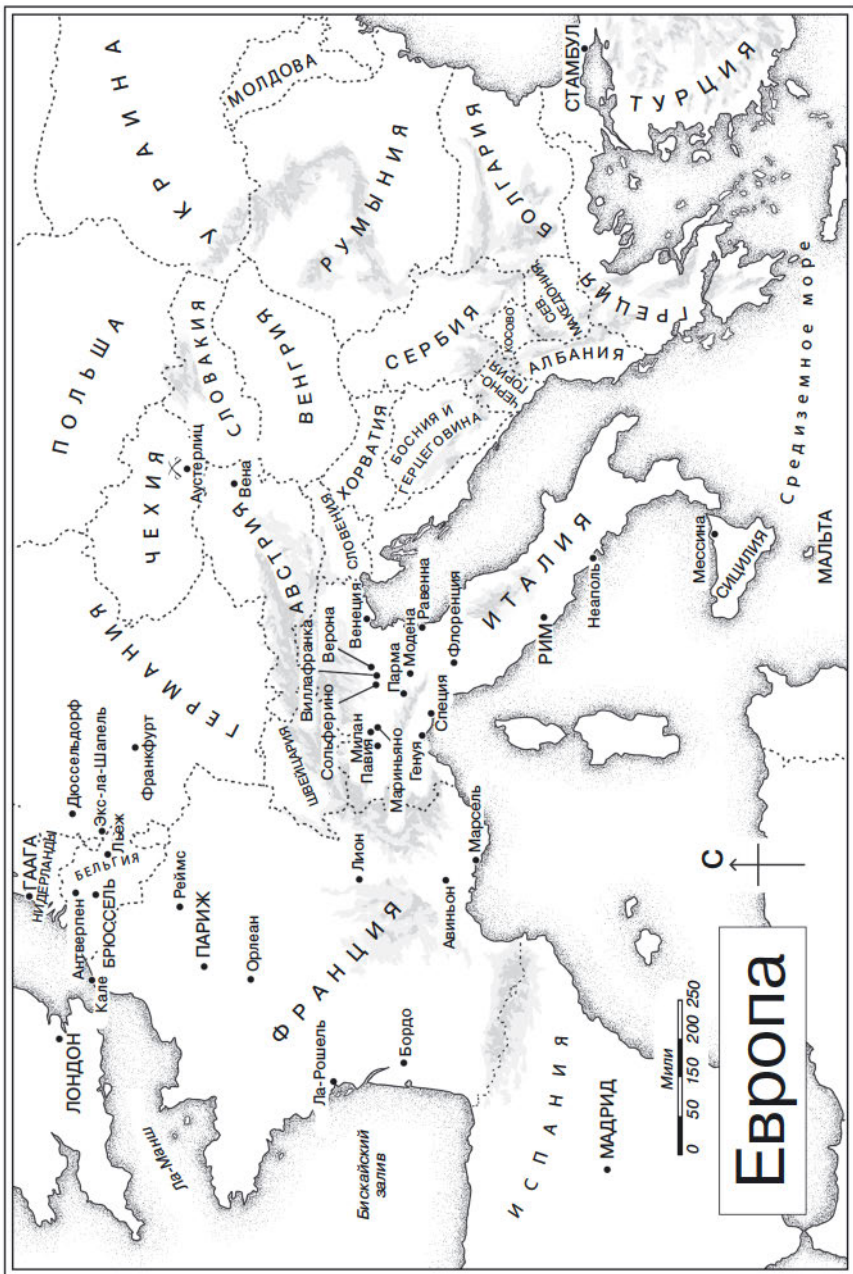 ГААГА
НИДЕРЛАНДЫ
Дюссельдорф
Экс-ла-Шапель
Льеж
Франкфурт
БЕЛЬГИЯ
Антверпен
БРЮССЕЛЬ
Кале
ЛОНДОН
Ла-Манш
Реймс
ПАРИЖ
Орлеан
ФРАНЦИЯ
Ла-Рошель
Бордо
Бискайский
залив
Лион
Авиньон
Марсель
ИСПАНИЯ
МАДРИД
ГЕРМАНИЯ
ПОЛЬША
ЧЕХИЯ
Аустерлиц
СЛОВАКИЯ
УКРАИНА
МОЛДОВА
Вена
АВСТРИЯ
ВЕНГРИЯ
РУМЫНИЯ
ШВЕЙЦАРИЯ
СЛОВЕНИЯ
ХОРВАТИЯ
БОСНИЯ И
ГЕРЦЕГОВИНА
СЕРБИЯ
ЧЕРНО-
ГОРИЯ
КОСОВО
СЕВ.
МАКЕДОНИЯ
АЛБАНИЯ
БОЛГАРИЯ
ГРЕЦИЯ
СТАМБУЛ
ТУРЦИЯ
Виллафранка
Верона
Венеция
Сольферино
Милан
Павия
Мариньяно
Генуя
Парма
Модена
Равенна
Специя
Флоренция
ИТАЛИЯ
РИМ
Неаполь
Мессина
СИЦИЛИЯ
МАЛЬТА
Средиземное море
С
Мили
0 50 150 200 250
Европа